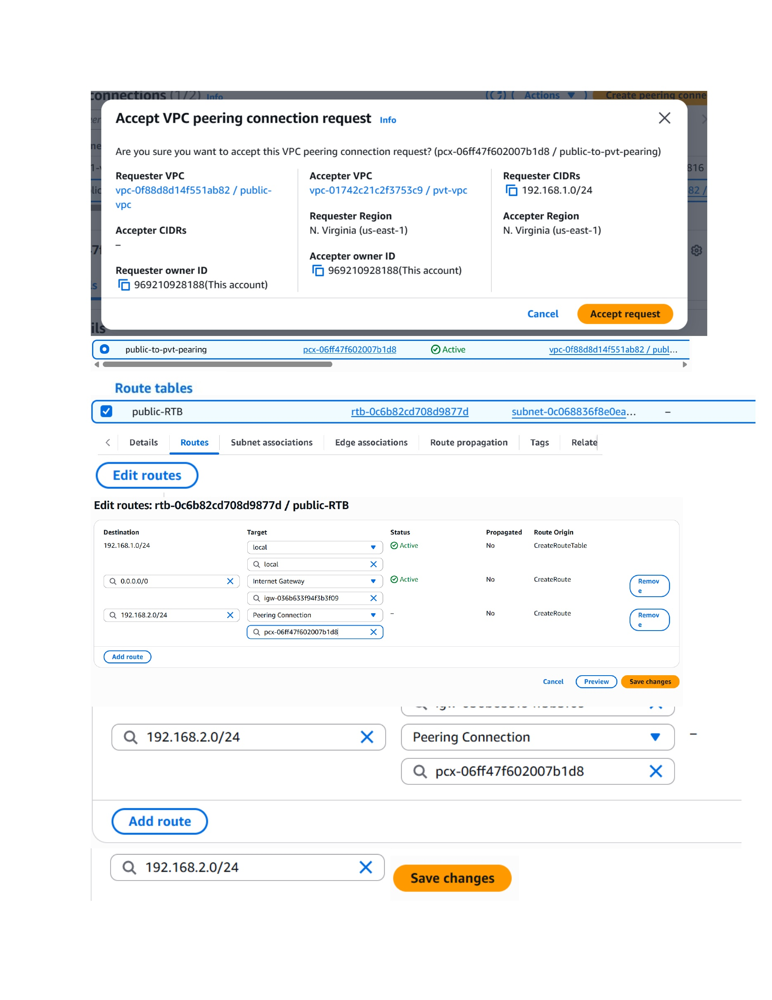 connections (1/2) Info Actions Create peering conne
Accept VPC peering connection request Info
Are you sure you want to accept this VPC peering connection request? (pcx-06ff47f602007b1d8 / public-to-pvt-pearing)
Requester VPC
vpc-0f88d8d14f551ab82 / public-
vpc
Accepter CIDRs
–
Requester owner ID
969210928188(This account)
Accepter VPC
vpc-01742c21c2f3753c9 / pvt-vpc
Requester Region
N. Virginia (us-east-1)
Accepter owner ID
969210928188(This account)
Requester CIDRs
192.168.1.0/24
Accepter Region
N. Virginia (us-east-1)
816
82 /
ils
Cancel Accept request
public-to-pvt-pearing pcx-06ff47f602007b1d8 Active vpc-0f88d8d14f551ab82 / publ...
Route tables
public-RTB rtb-0c6b82cd708d9877d subnet-0c068836f8e0ea... –
Details Routes Subnet associations Edge associations Route propagation Tags Relate
Edit routes
Edit routes: rtb-0c6b82cd708d9877d / public-RTB
Destination Target Status Propagated Route Origin
192.168.1.0/24 local Active No CreateRouteTable
local
0.0.0.0/0 Internet Gateway Active No CreateRoute Remov
e
igw-036b633f94f3b3f09
192.168.2.0/24 Peering Connection – No CreateRoute Remov
e
pcx-06ff47f602007b1d8
Add route
Cancel Preview Save changes
192.168.2.0/24 Peering Connection –
pcx-06ff47f602007b1d8
Add route
192.168.2.0/24 Save changes